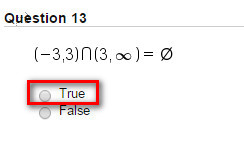 Question 13
(-3,3)∩(3,∞)= Ø
True
False